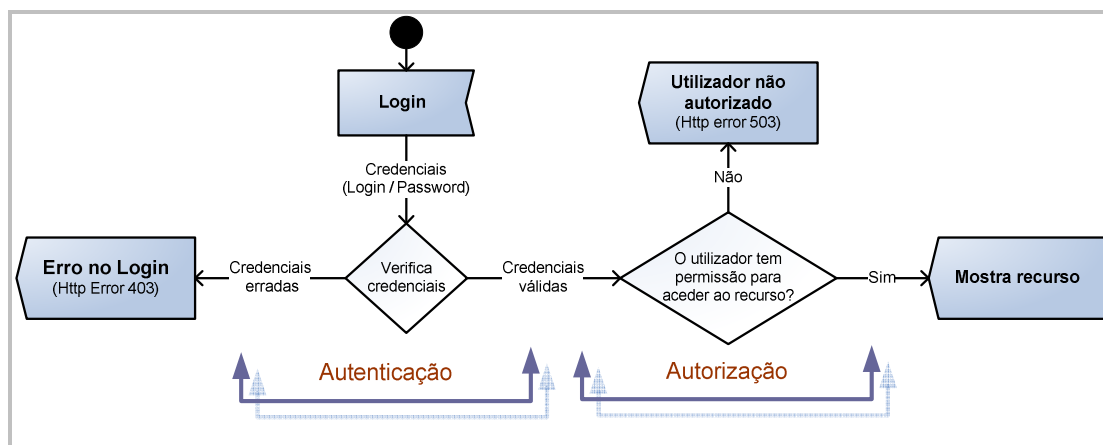 Login
Utilizador não
autorizado
(Http error 503)
Credenciais
(Login / Password)
Não
Erro no Login
(Http Error 403)
Credenciais
erradas
Verifica
credenciais
Credenciais
válidas
O utilizador tem
permissão para
aceder ao recurso?
Sim
Mostra recurso
Autenticação
Autorização